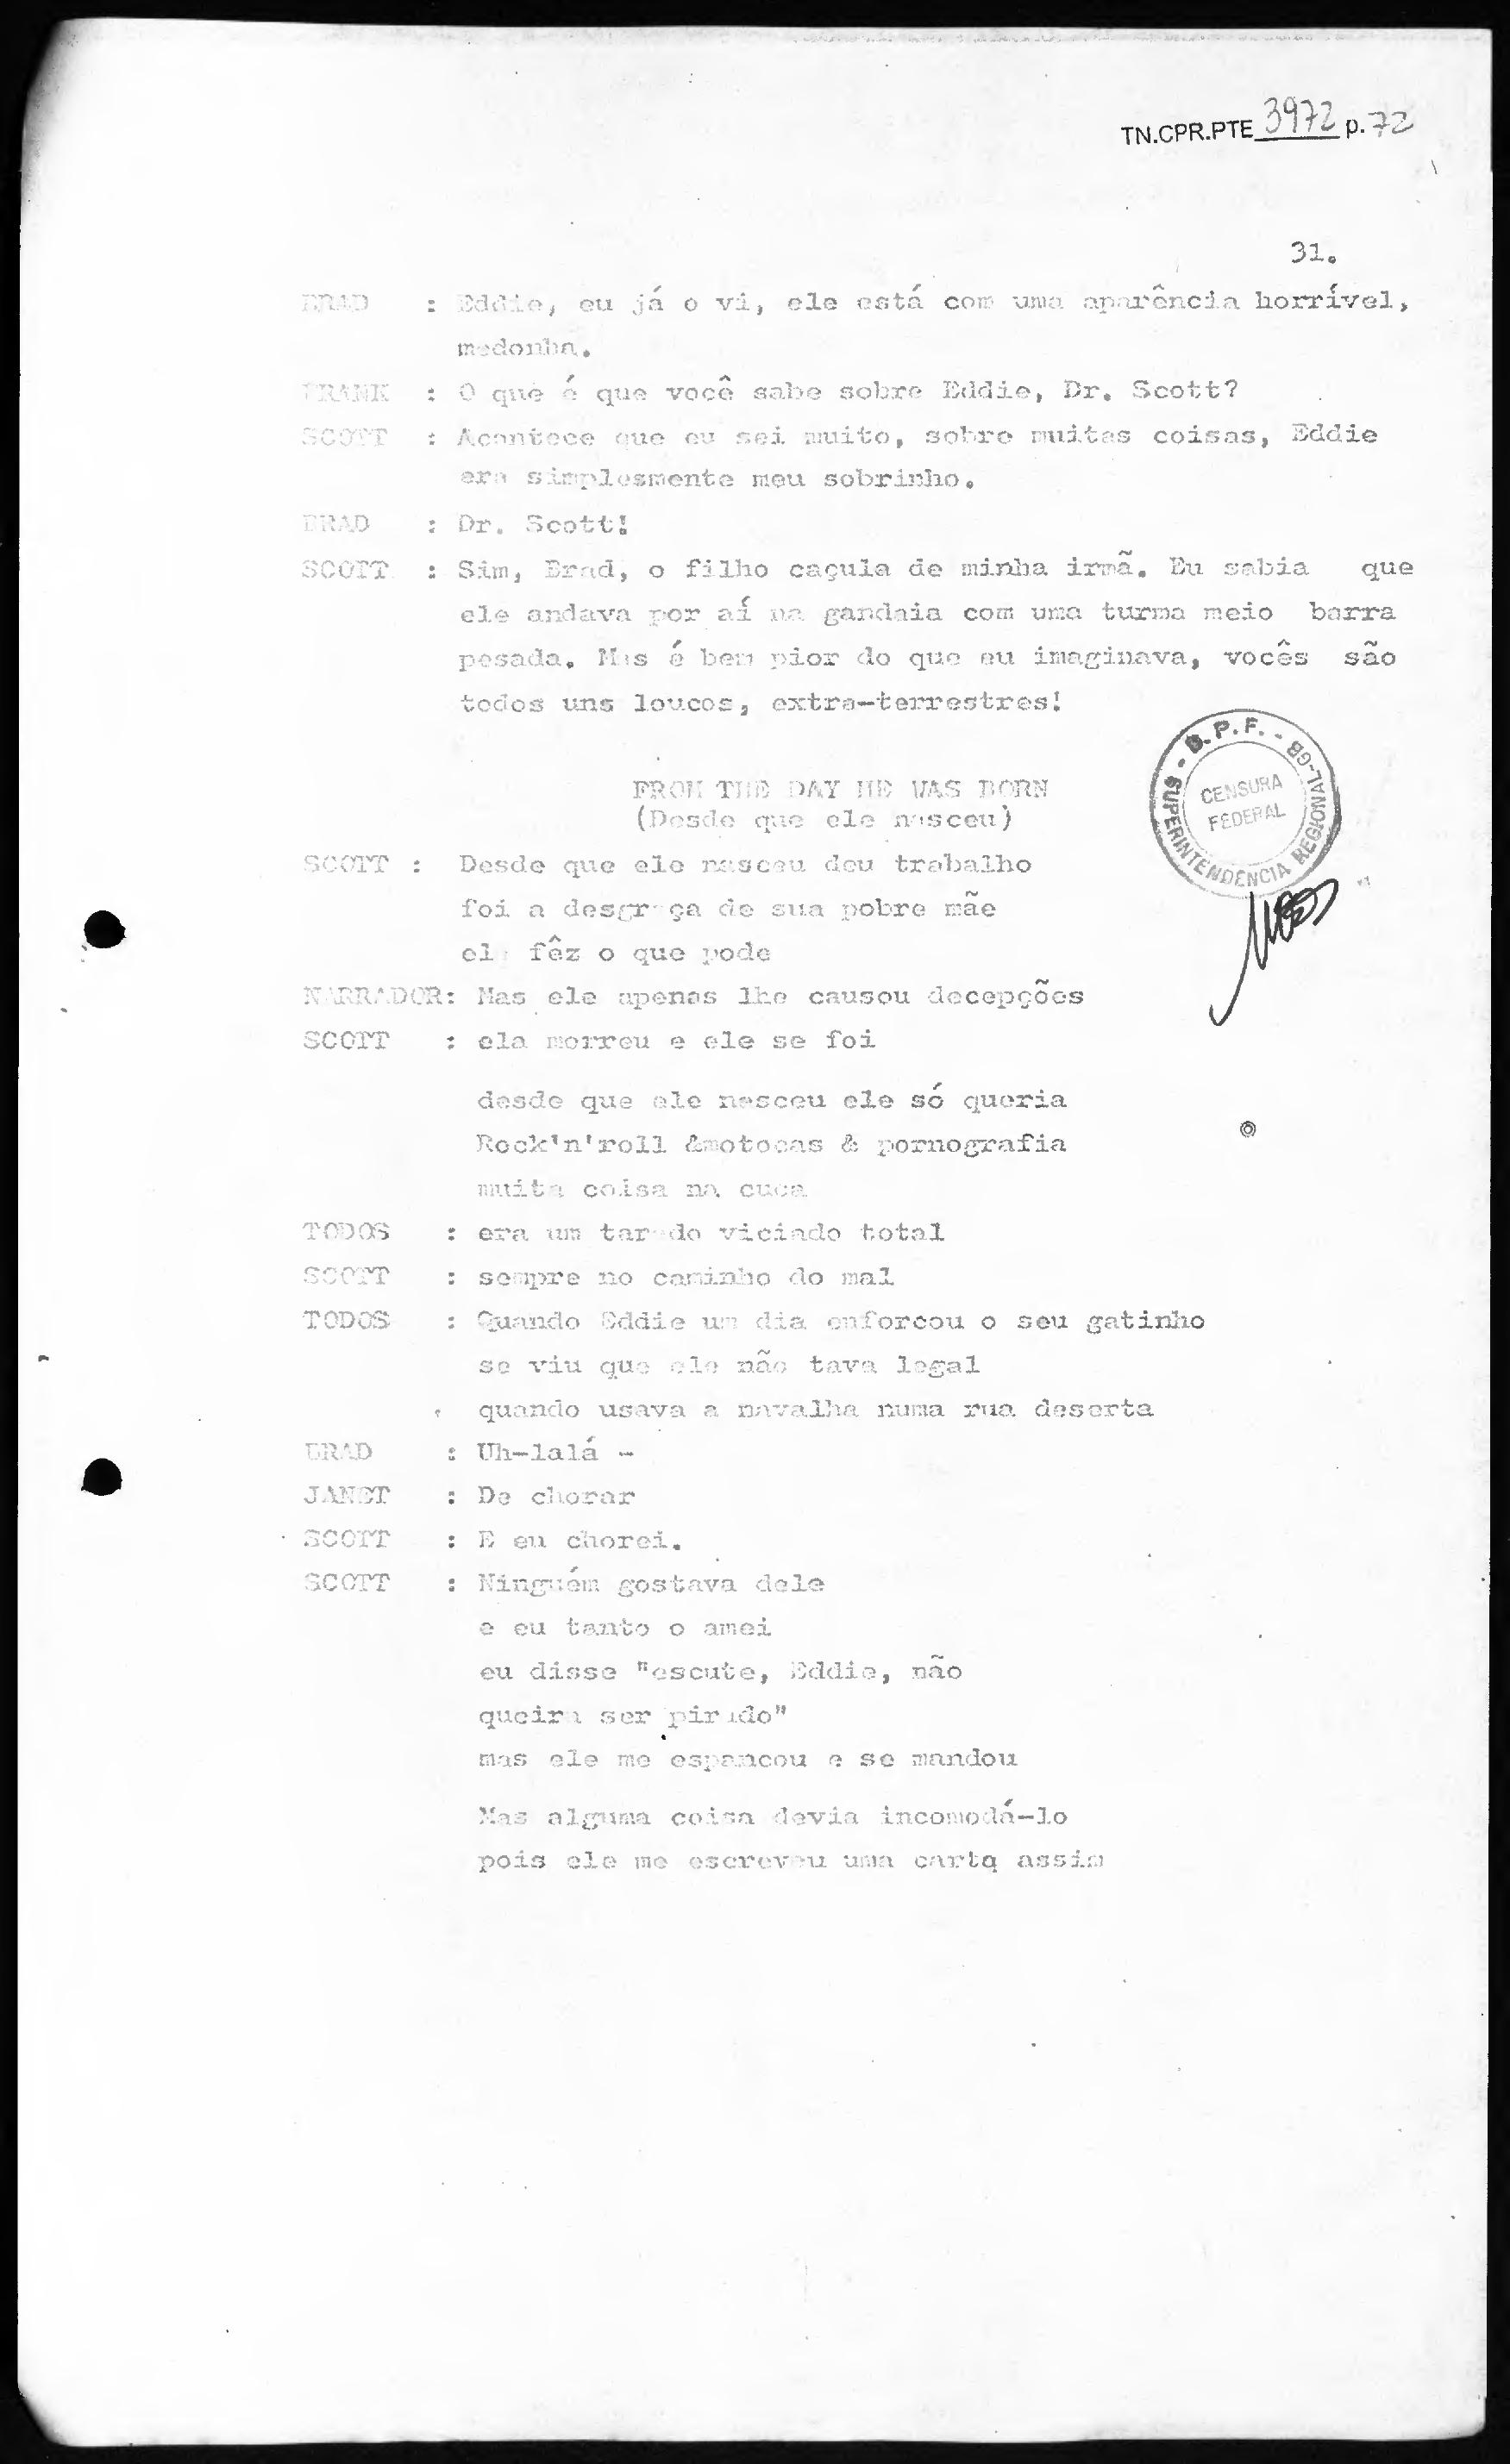 TN.CPR.PTE 3972 p. 72
31.
BRAD : Eddie, eu já o vi, ele está com uma aparência horrível,
medonha.
FRANK : O que é que você sabe sobre Eddie, Dr. Scott?
SCOTT : Acontece que eu sei muito, sobre muitas coisas, Eddie
era simplesmente meu sobrinho.
BRAD : Dr. Scott!
SCOTT : Sim, Brad, o filho caçula de minha irmã. Eu sabia que
ele andava por aí na gandaia com uma turma meio barra
pesada. Mas é bem pior do que eu imaginava, vocês são
todos uns loucos, extra-terrestres!
FROM THE DAY HE WAS BORN
(Desde que ele nasceu)
S.D.P.F. - SUPERINTENDÊNCIA REGIONAL-GB
CENSURA
FEDERAL
SCOTT : Desde que ele nasceu deu trabalho
foi a desgraça de sua pobre mãe
ela fêz o que pode
NARRADOR: Mas ele apenas lhe causou decepções
SCOTT : ela morreu e ele se foi
desde que ele nasceu ele só queria
Rock'n'roll &motocas & pornografia
muita coisa na cuca
TODOS : era um tarado viciado total
SCOTT : sempre no caminho do mal
TODOS : Quando Eddie um dia enforcou o seu gatinho
se viu que ele não tava legal
quando usava a navalha numa rua deserta
BRAD : Uh-lalá -
JANET : De chorar
SCOTT : E eu chorei.
SCOTT : Ninguém gostava dele
e eu tanto o amei
eu disse "escute, Eddie, não
queira ser pirado"
mas ele me espancou e se mandou
Mas alguma coisa devia incomodá-lo
pois ele me escreveu uma cartq assim